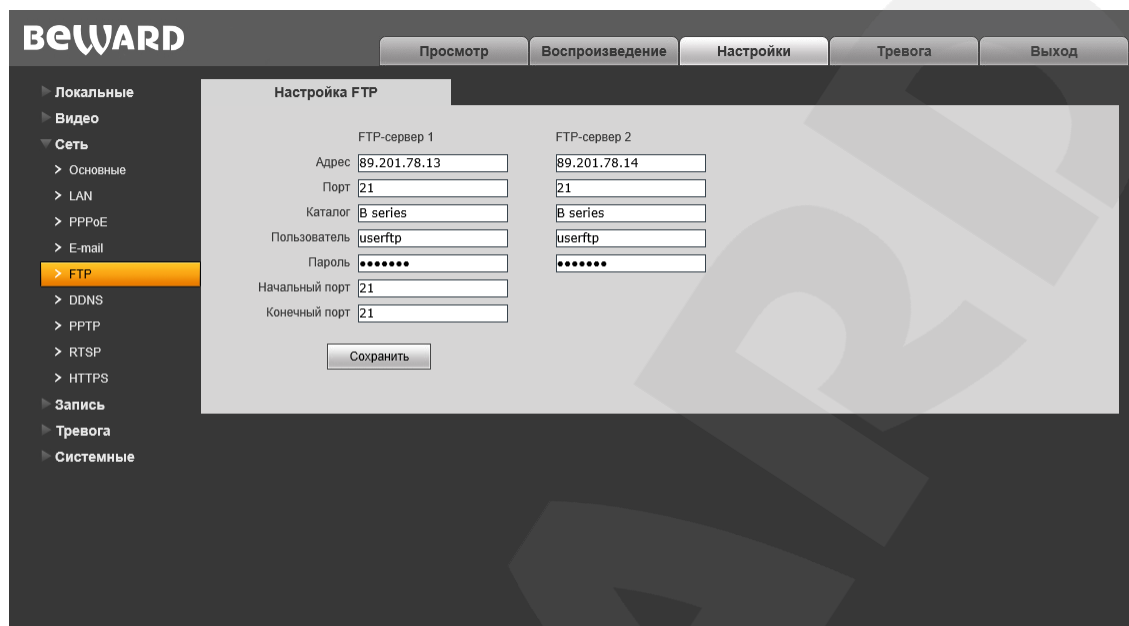 BEWARD
Просмотр Воспроизведение Настройки Тревога Выход
Локальные
Видео
Сеть
Основные
LAN
PPPoE
E-mail
FTP
DDNS
PPTP
RTSP
HTTPS
Запись
Тревога
Системные
Настройка FTP
FTP-сервер 1 FTP-сервер 2
Адрес 89.201.78.13 89.201.78.14
Порт 21 21
Каталог B series B series
Пользователь userftp userftp
Пароль ●●●●●●● ●●●●●●●
Начальный порт 21
Конечный порт 21
Сохранить